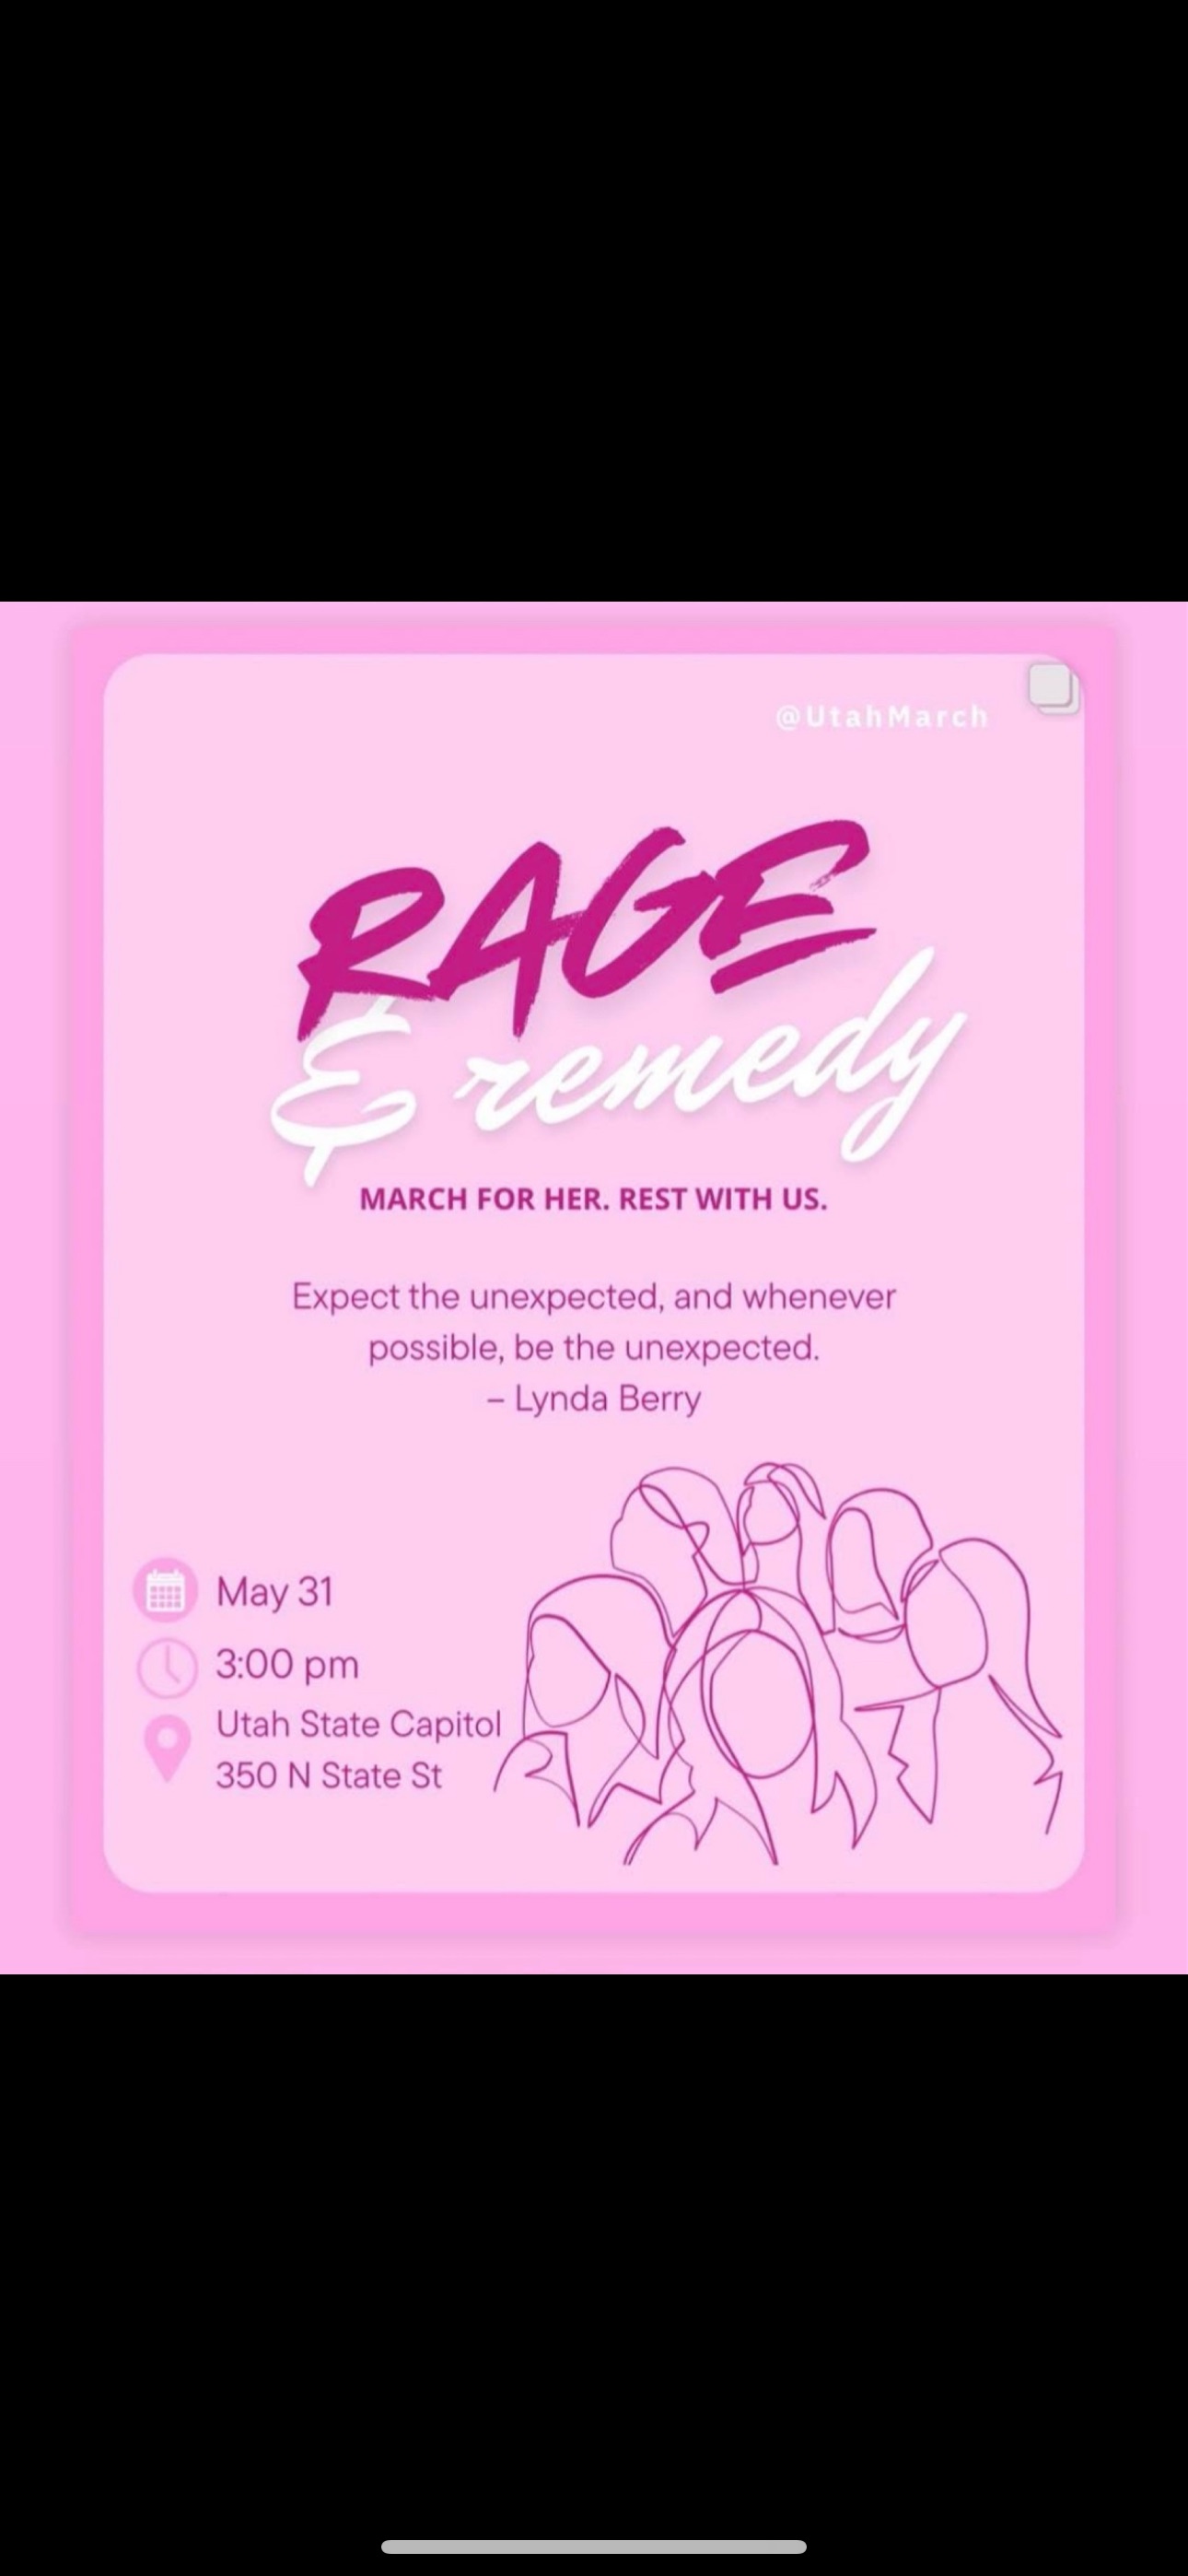 @UtahMarch
RAGE
& remedy
MARCH FOR HER. REST WITH US.
Expect the unexpected, and whenever
possible, be the unexpected.
– Lynda Berry
May 31
3:00 pm
Utah State Capitol
350 N State St